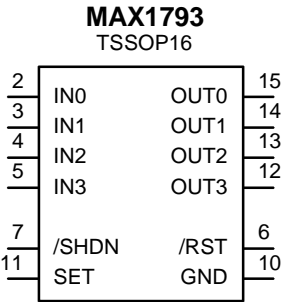 MAX1793
TSSOP16
2 IN0 OUT0 15
3 IN1 OUT1 14
4 IN2 OUT2 13
5 IN3 OUT3 12
7 /SHDN /RST 6
11 SET GND 10